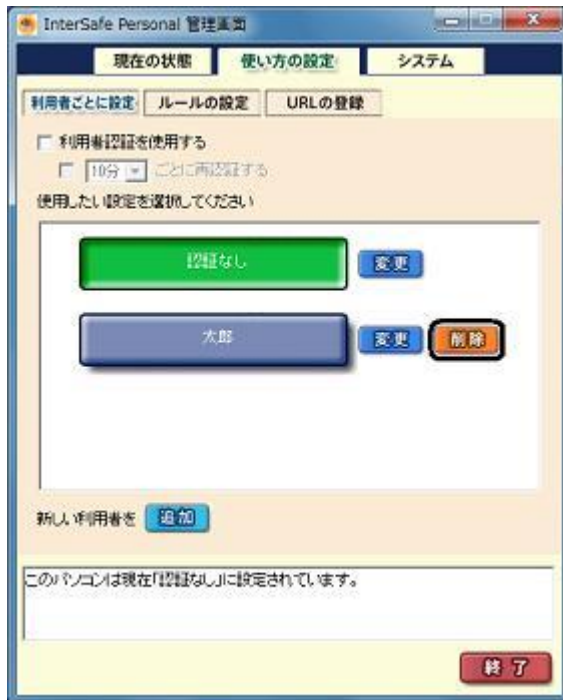 InterSafe Personal 管理画面
現在の状態 使い方の設定 システム
利用者ごとに設定 ルールの設定 URLの登録
利用者認証を使用する
10分 ごとに再認証する
使用したい設定を選択してください
認証なし 変更
太郎 変更 削除
新しい利用者を 追加
このパソコンは現在「認証なし」に設定されています。
終了